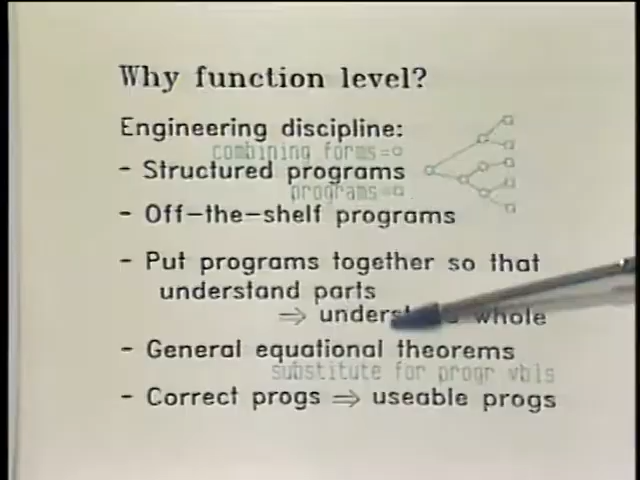 Why function level?
Engineering discipline:
combining forms=o
- Structured programs
programs=□
- Off-the-shelf programs
- Put programs together so that
understand parts
⇒ understand whole
- General equational theorems
substitute for progr vbls
- Correct progs ⇒ useable progs